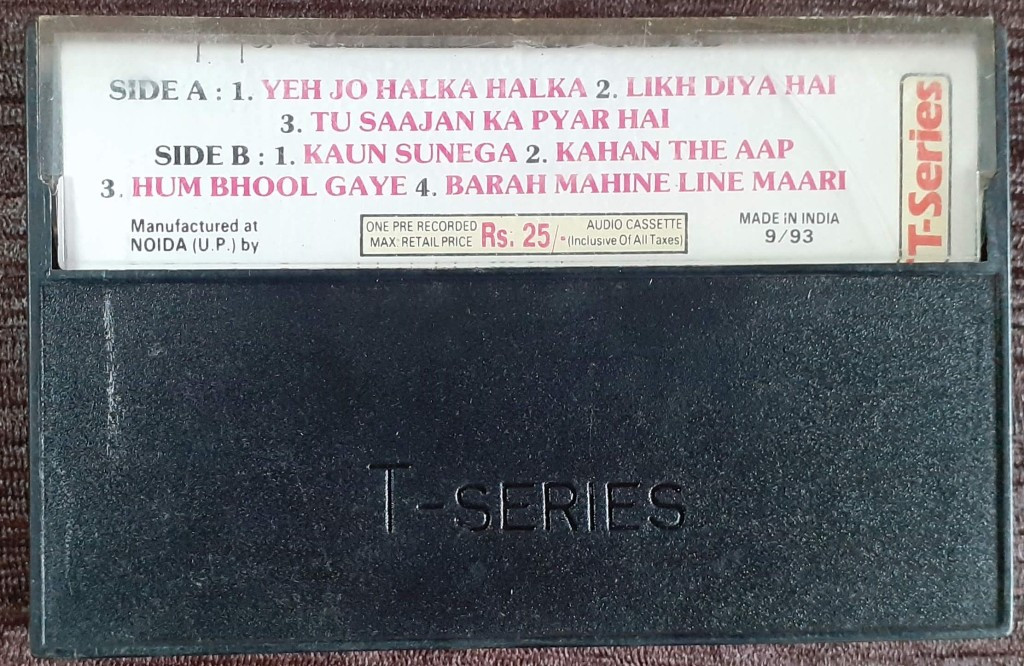 SIDE A : 1. YEH JO HALKA HALKA 2. LIKH DIYA HAI
3. TU SAAJAN KA PYAR HAI
SIDE B : 1. KAUN SUNEGA 2. KAHAN THE AAP
3. HUM BHOOL GAYE 4. BARAH MAHINE LINE MAARI
Manufactured at
NOIDA (U.P.) by
ONE PRE RECORDED
MAX. RETAIL PRICE
Rs. 25/-
AUDIO CASSETTE
(Inclusive Of All Taxes)
MADE IN INDIA
9/93
T-Series
T-SERIES